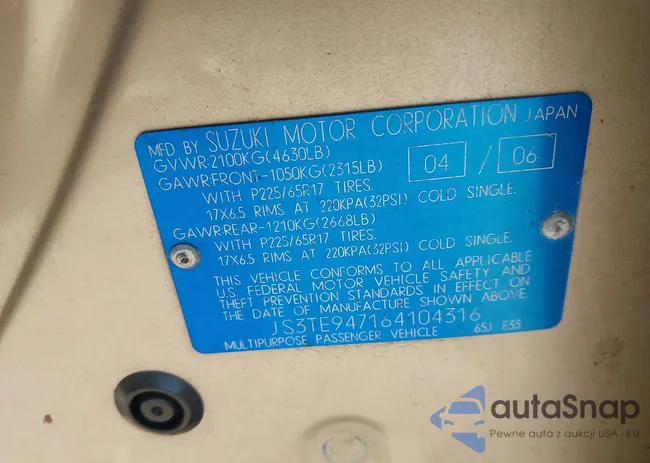 MFD BY SUZUKI MOTOR CORPORATION JAPAN
GVWR:2100KG(4630LB)
04 / 06
GAWR:FRONT-1050KG(2315LB)
WITH P225/65R17 TIRES.
17X6.5 RIMS AT 220KPA(32PSI) COLD SINGLE.
GAWR:REAR-1210KG(2668LB)
WITH P225/65R17 TIRES.
17X6.5 RIMS AT 220KPA(32PSI) COLD SINGLE.
THIS VEHICLE CONFORMS TO ALL APPLICABLE
U.S. FEDERAL MOTOR VEHICLE SAFETY AND
THEFT PREVENTION STANDARDS IN EFFECT ON
THE DATE OF MANUFACTURE SHOWN ABOVE.
JS3TE947164104316
MULTIPURPOSE PASSENGER VEHICLE 65J E33
autoSnap
Pewne auta z aukcji USA - EU